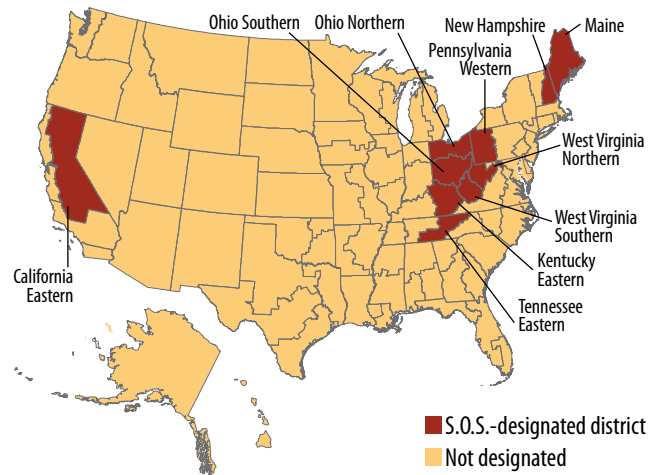 Ohio Southern
Ohio Northern
New Hampshire
Maine
Pennsylvania
Western
West Virginia
Northern
West Virginia
Southern
Kentucky
Eastern
Tennessee
Eastern
California
Eastern
S.O.S.-designated district
Not designated